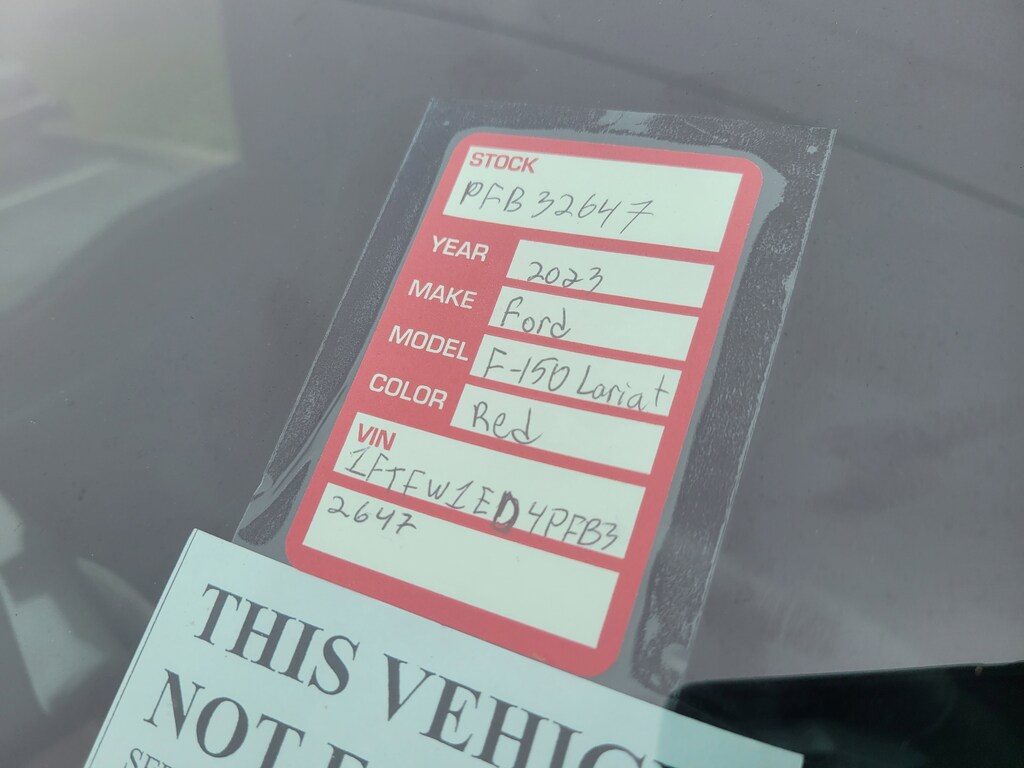 STOCK
PFB32647
YEAR 2023
MAKE Ford
MODEL F-150 Lariat
COLOR Red
VIN
1FTFW1ED4PFB3
2647
THIS VEHIC
NOT